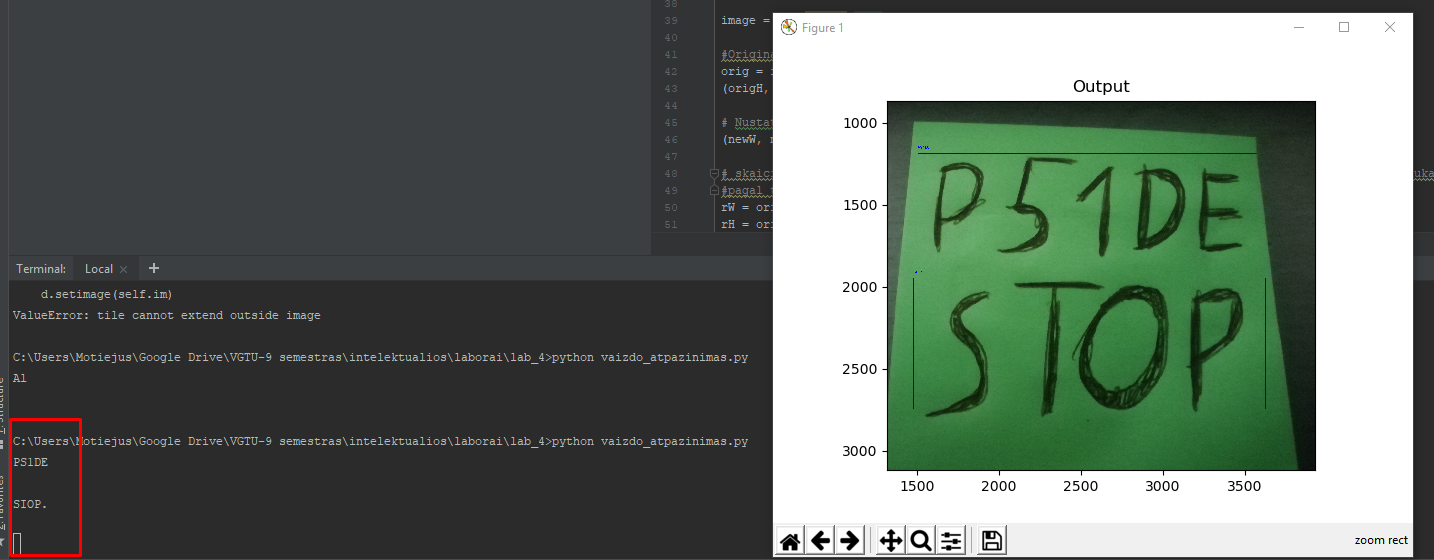 38
39 image =
40
41 #Origina
42 orig = i
43 (origH,
44
45 # Nustat
46 (newW, n
47
48 # skaici
49 #pagal t
50 rW = ori
51 rH = ori
uka
Figure 1
Output
1000
1500
2000
2500
3000
1500 2000 2500 3000 3500
P51DE
STOP
zoom rect
Terminal: Local × +
d.setimage(self.im)
ValueError: tile cannot extend outside image
C:\Users\Motiejus\Google Drive\VGTU-9 semestras\intelektualios\laborai\lab_4>python vaizdo_atpazinimas.py
Al
C:\Users\Motiejus\Google Drive\VGTU-9 semestras\intelektualios\laborai\lab_4>python vaizdo_atpazinimas.py
PS1DE
STOP.